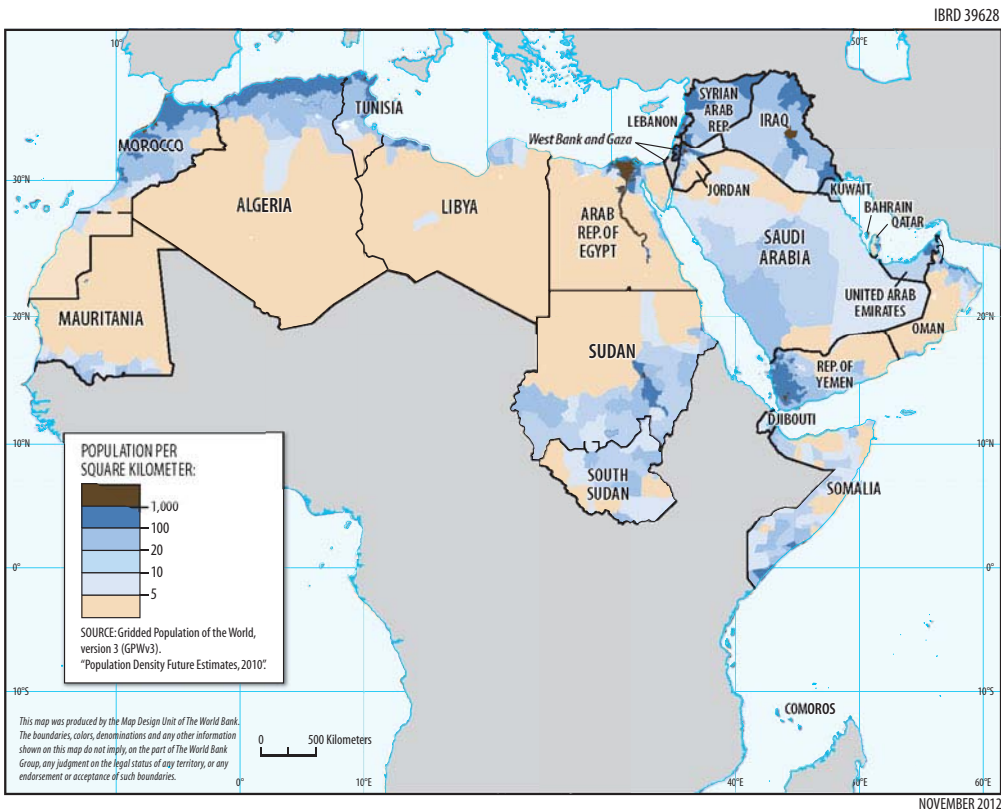 IBRD 39628
10°
50°E
TUNISIA
SYRIAN
ARAB
REP.
LEBANON
IRAQ
West Bank and Gaza
MOROCCO
30°N
JORDAN
KUWAIT
BAHRAIN
QATAR
ALGERIA
LIBYA
ARAB
REP. OF
EGYPT
SAUDI
ARABIA
UNITED ARAB
EMIRATES
20°N
20°N
MAURITANIA
OMAN
SUDAN
REP. OF
YEMEN
DJIBOUTI
10°N
10°N
POPULATION PER
SQUARE KILOMETER:
1,000
100
20
10
5
SOUTH
SUDAN
SOMALIA
0°
0°
SOURCE: Gridded Population of the World,
version 3 (GPWv3).
"Population Density Future Estimates, 2010".
10°S
10°S
COMOROS
This map was produced by the Map Design Unit of The World Bank.
The boundaries, colors, denominations and any other information
shown on this map do not imply, on the part of The World Bank
Group, any judgment on the legal status of any territory, or any
endorsement or acceptance of such boundaries.
0 500 Kilometers
0°
10°E
40°E
60°E
NOVEMBER 2012